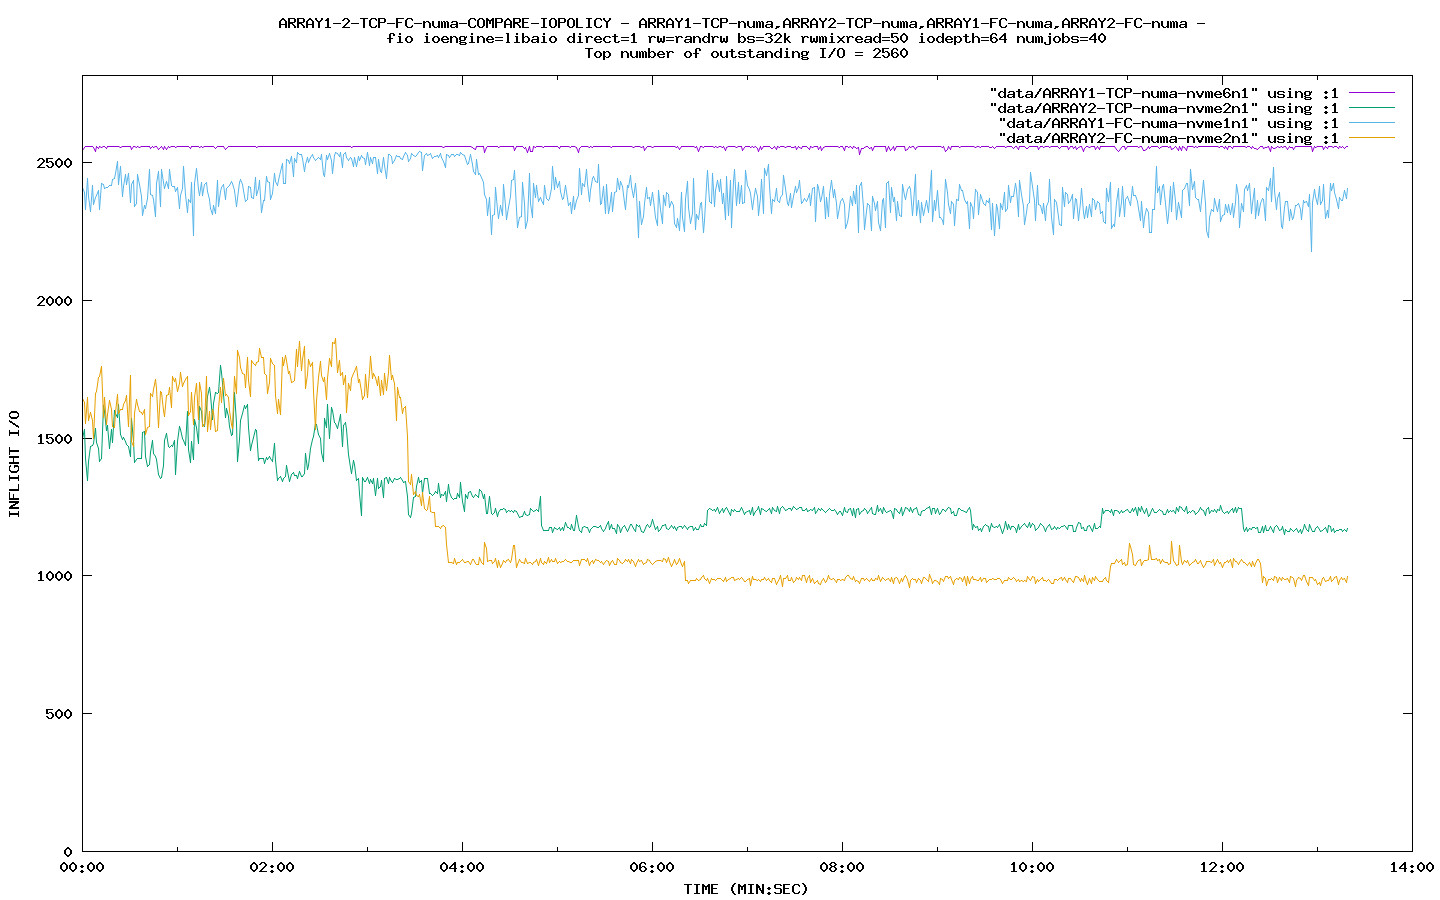 ARRAY1-2-TCP-FC-numa-COMPARE-IOPOLICY - ARRAY1-TCP-numa,ARRAY2-TCP-numa,ARRAY1-FC-numa,ARRAY2-FC-numa -
fio ioengine=libaio direct=1 rw=randrw bs=32k rwmixread=50 iodepth=64 numjobs=40
Top number of outstanding I/O = 2560
"data/ARRAY1-TCP-numa-nvme6n1" using :1
"data/ARRAY2-TCP-numa-nvme2n1" using :1
"data/ARRAY1-FC-numa-nvme1n1" using :1
"data/ARRAY2-FC-numa-nvme2n1" using :1
2500
2000
1500
1000
500
0
INFLIGHT I/O
00:00 02:00 04:00 06:00 08:00 10:00 12:00 14:00
TIME (MIN:SEC)